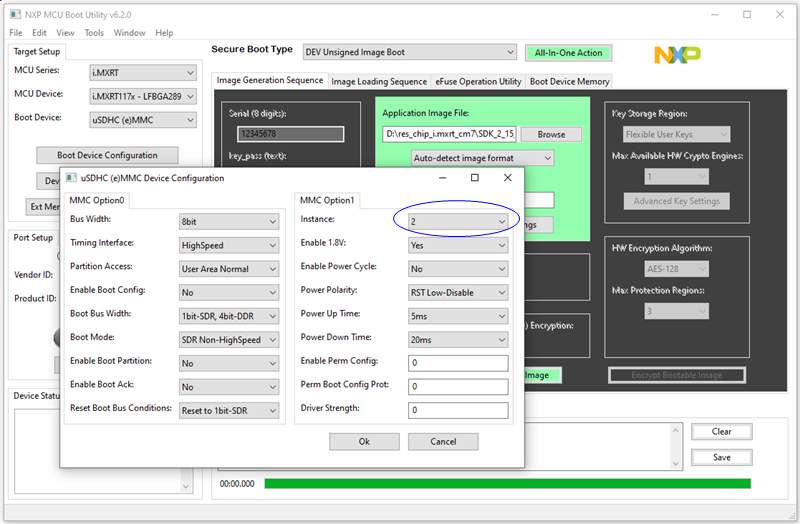 NXP MCU Boot Utility v6.2.0
File Edit View Tools Window Help
Target Setup
MCU Series: i.MXRT
MCU Device: i.MXRT117x - LFBGA289
Boot Device: uSDHC (e)MMC
Boot Device Configuration
Secure Boot Type DEV Unsigned Image Boot All-In-One Action NXP
Image Generation Sequence Image Loading Sequence eFuse Operation Utility Boot Device Memory
Serial (8 digits):
12345678
key_pass (text):
Application Image File:
D:\res_chip_i.mxrt_cm7\SDK_2_15 Browse
Auto-detect image format
Key Storage Region:
Flexible User Keys
Max Available HW Crypto Engines:
1
Advanced Key Settings
HW Encryption Algorithm:
AES-128
Max Protection Regions:
3
Encrypt Bootable Image
) Encryption:
Image
Ext Mem
Port Setup
Vendor ID:
Product ID:
Device Statu
uSDHC (e)MMC Device Configuration
MMC Option0
Bus Width: 8bit
Timing Interface: HighSpeed
Partition Access: User Area Normal
Enable Boot Config: No
Boot Bus Width: 1bit-SDR, 4bit-DDR
Boot Mode: SDR Non-HighSpeed
Enable Boot Partition: No
Enable Boot Ack: No
Reset Boot Bus Conditions: Reset to 1bit-SDR
MMC Option1
Instance: 2
Enable 1.8V: Yes
Enable Power Cycle: No
Power Polarity: RST Low-Disable
Power Up Time: 5ms
Power Down Time: 20ms
Enable Perm Config: 0
Perm Boot Config Prot: 0
Driver Strength: 0
Ok Cancel
Clear
Save
00:00.000